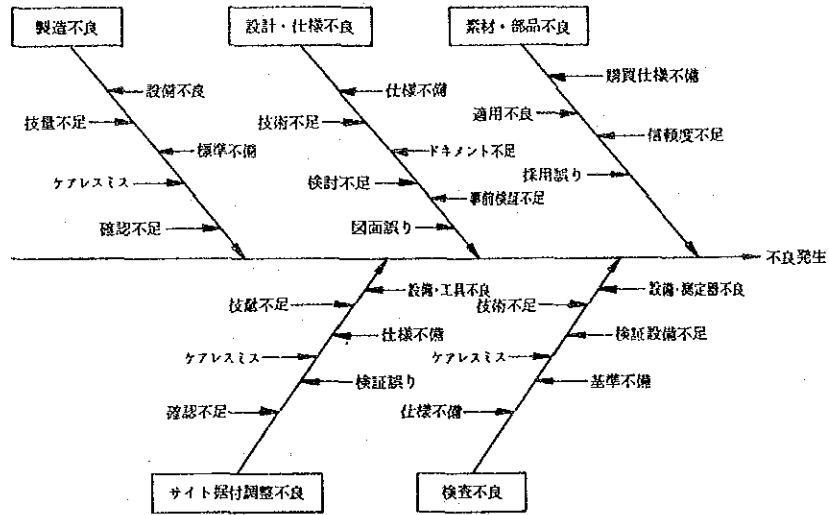 製造不良
設計・仕様不良
素材・部品不良
設備不良
技量不足
標準不備
ケアレスミス
確認不足
仕様不備
技術不足
ドキメント不足
検討不足
事前検証不足
図面誤り
購買仕様不備
適用不良
信頼度不足
採用誤り
不良発生
設備・工具不良
技量不足
仕様不備
ケアレスミス
検証誤り
確認不足
サイト据付調整不良
設備・測定器不良
技術不足
検証設備不足
ケアレスミス
基準不備
仕様不備
検査不良